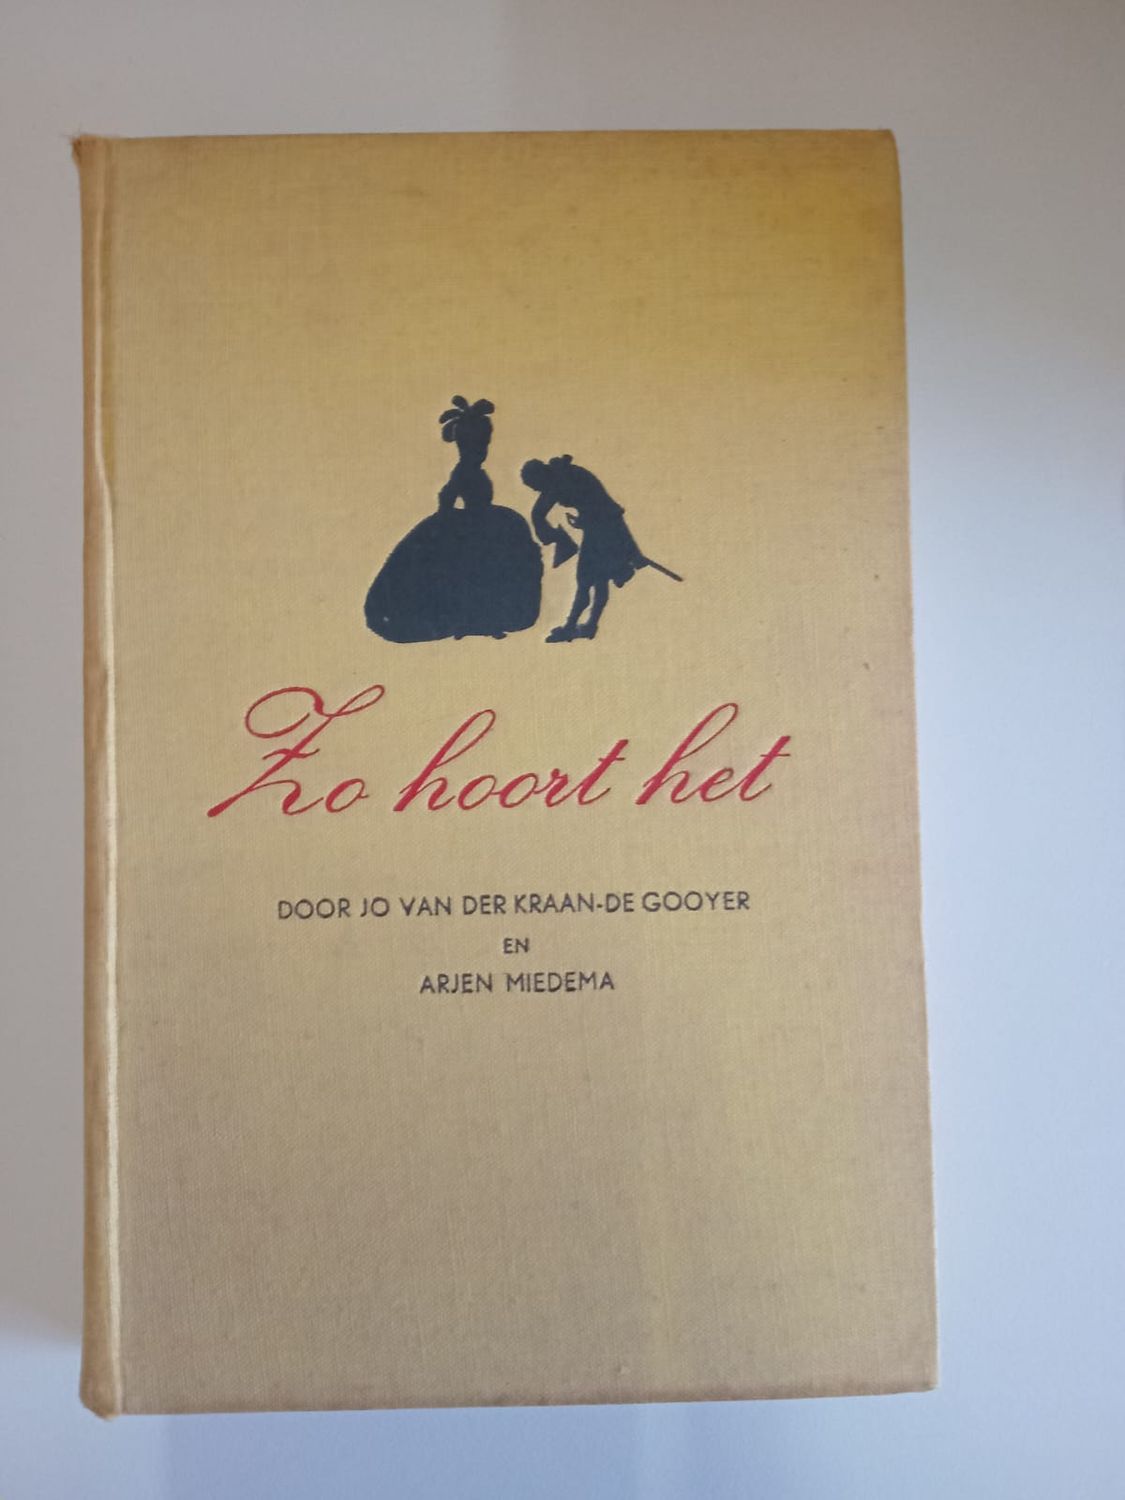 Zo hoort het
DOOR JO VAN DER KRAAN-DE GOOYER
EN
ARJEN MIEDEMA